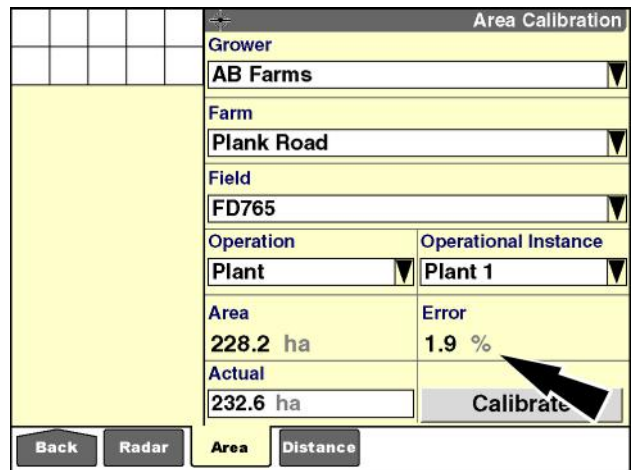 Area Calibration
Grower
AB Farms
Farm
Plank Road
Field
FD765
Operation Operational Instance
Plant Plant 1
Area Error
228.2 ha 1.9 %
Actual
232.6 ha Calibrate
Back Radar Area Distance